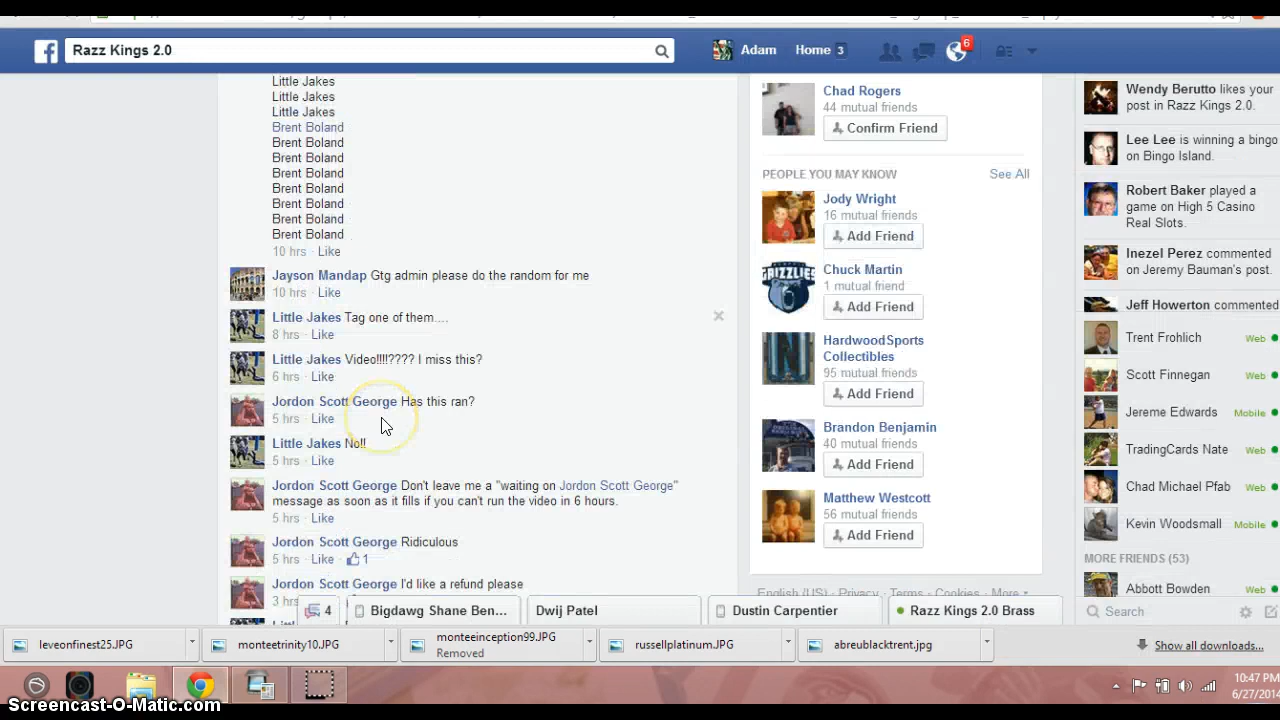 Razz Kings 2.0
Adam
Home 3
6
Little Jakes
Little Jakes
Little Jakes
Brent Boland
Brent Boland
Brent Boland
Brent Boland
Brent Boland
Brent Boland
Brent Boland
Brent Boland
10 hrs · Like
Jayson Mandap Gtg admin please do the random for me
10 hrs · Like
Little Jakes Tag one of them....
8 hrs · Like
Little Jakes Video!!!!???? I miss this?
6 hrs · Like
Jordon Scott George Has this ran?
5 hrs · Like
Little Jakes No!!
5 hrs · Like
Jordon Scott George Don't leave me a "waiting on Jordon Scott George"
message as soon as it fills if you can't run the video in 6 hours.
5 hrs · Like
Jordon Scott George Ridiculous
5 hrs · Like · 1
Jordon Scott George I'd like a refund please
3 hrs
Chad Rogers
44 mutual friends
Confirm Friend
PEOPLE YOU MAY KNOW
See All
Jody Wright
16 mutual friends
Add Friend
Chuck Martin
1 mutual friend
Add Friend
HardwoodSports
Collectibles
95 mutual friends
Add Friend
Brandon Benjamin
40 mutual friends
Add Friend
Matthew Westcott
56 mutual friends
Add Friend
English (US) · Privacy · Terms · Cookies · More
Wendy Berutto likes your
post in Razz Kings 2.0.
Lee Lee is winning a bingo
on Bingo Island.
Robert Baker played a
game on High 5 Casino
Real Slots.
Inezel Perez commented
on Jeremy Bauman's post.
Jeff Howerton commented
Trent Frohlich Web
Scott Finnegan Web
Jereme Edwards Mobile
TradingCards Nate Web
Chad Michael Pfab Web
Kevin Woodsmall Mobile
MORE FRIENDS (53)
Abbott Bowden Web
Search
4
Bigdawg Shane Ben...
Dwij Patel
Dustin Carpentier
Razz Kings 2.0 Brass
leveonfinest25.JPG
monteetrinity10.JPG
monteeinception99.JPG
Removed
russellplatinum.JPG
abreublacktrent.jpg
Show all downloads...
10:47 PM
6/27/2014
Screencast-O-Matic.com